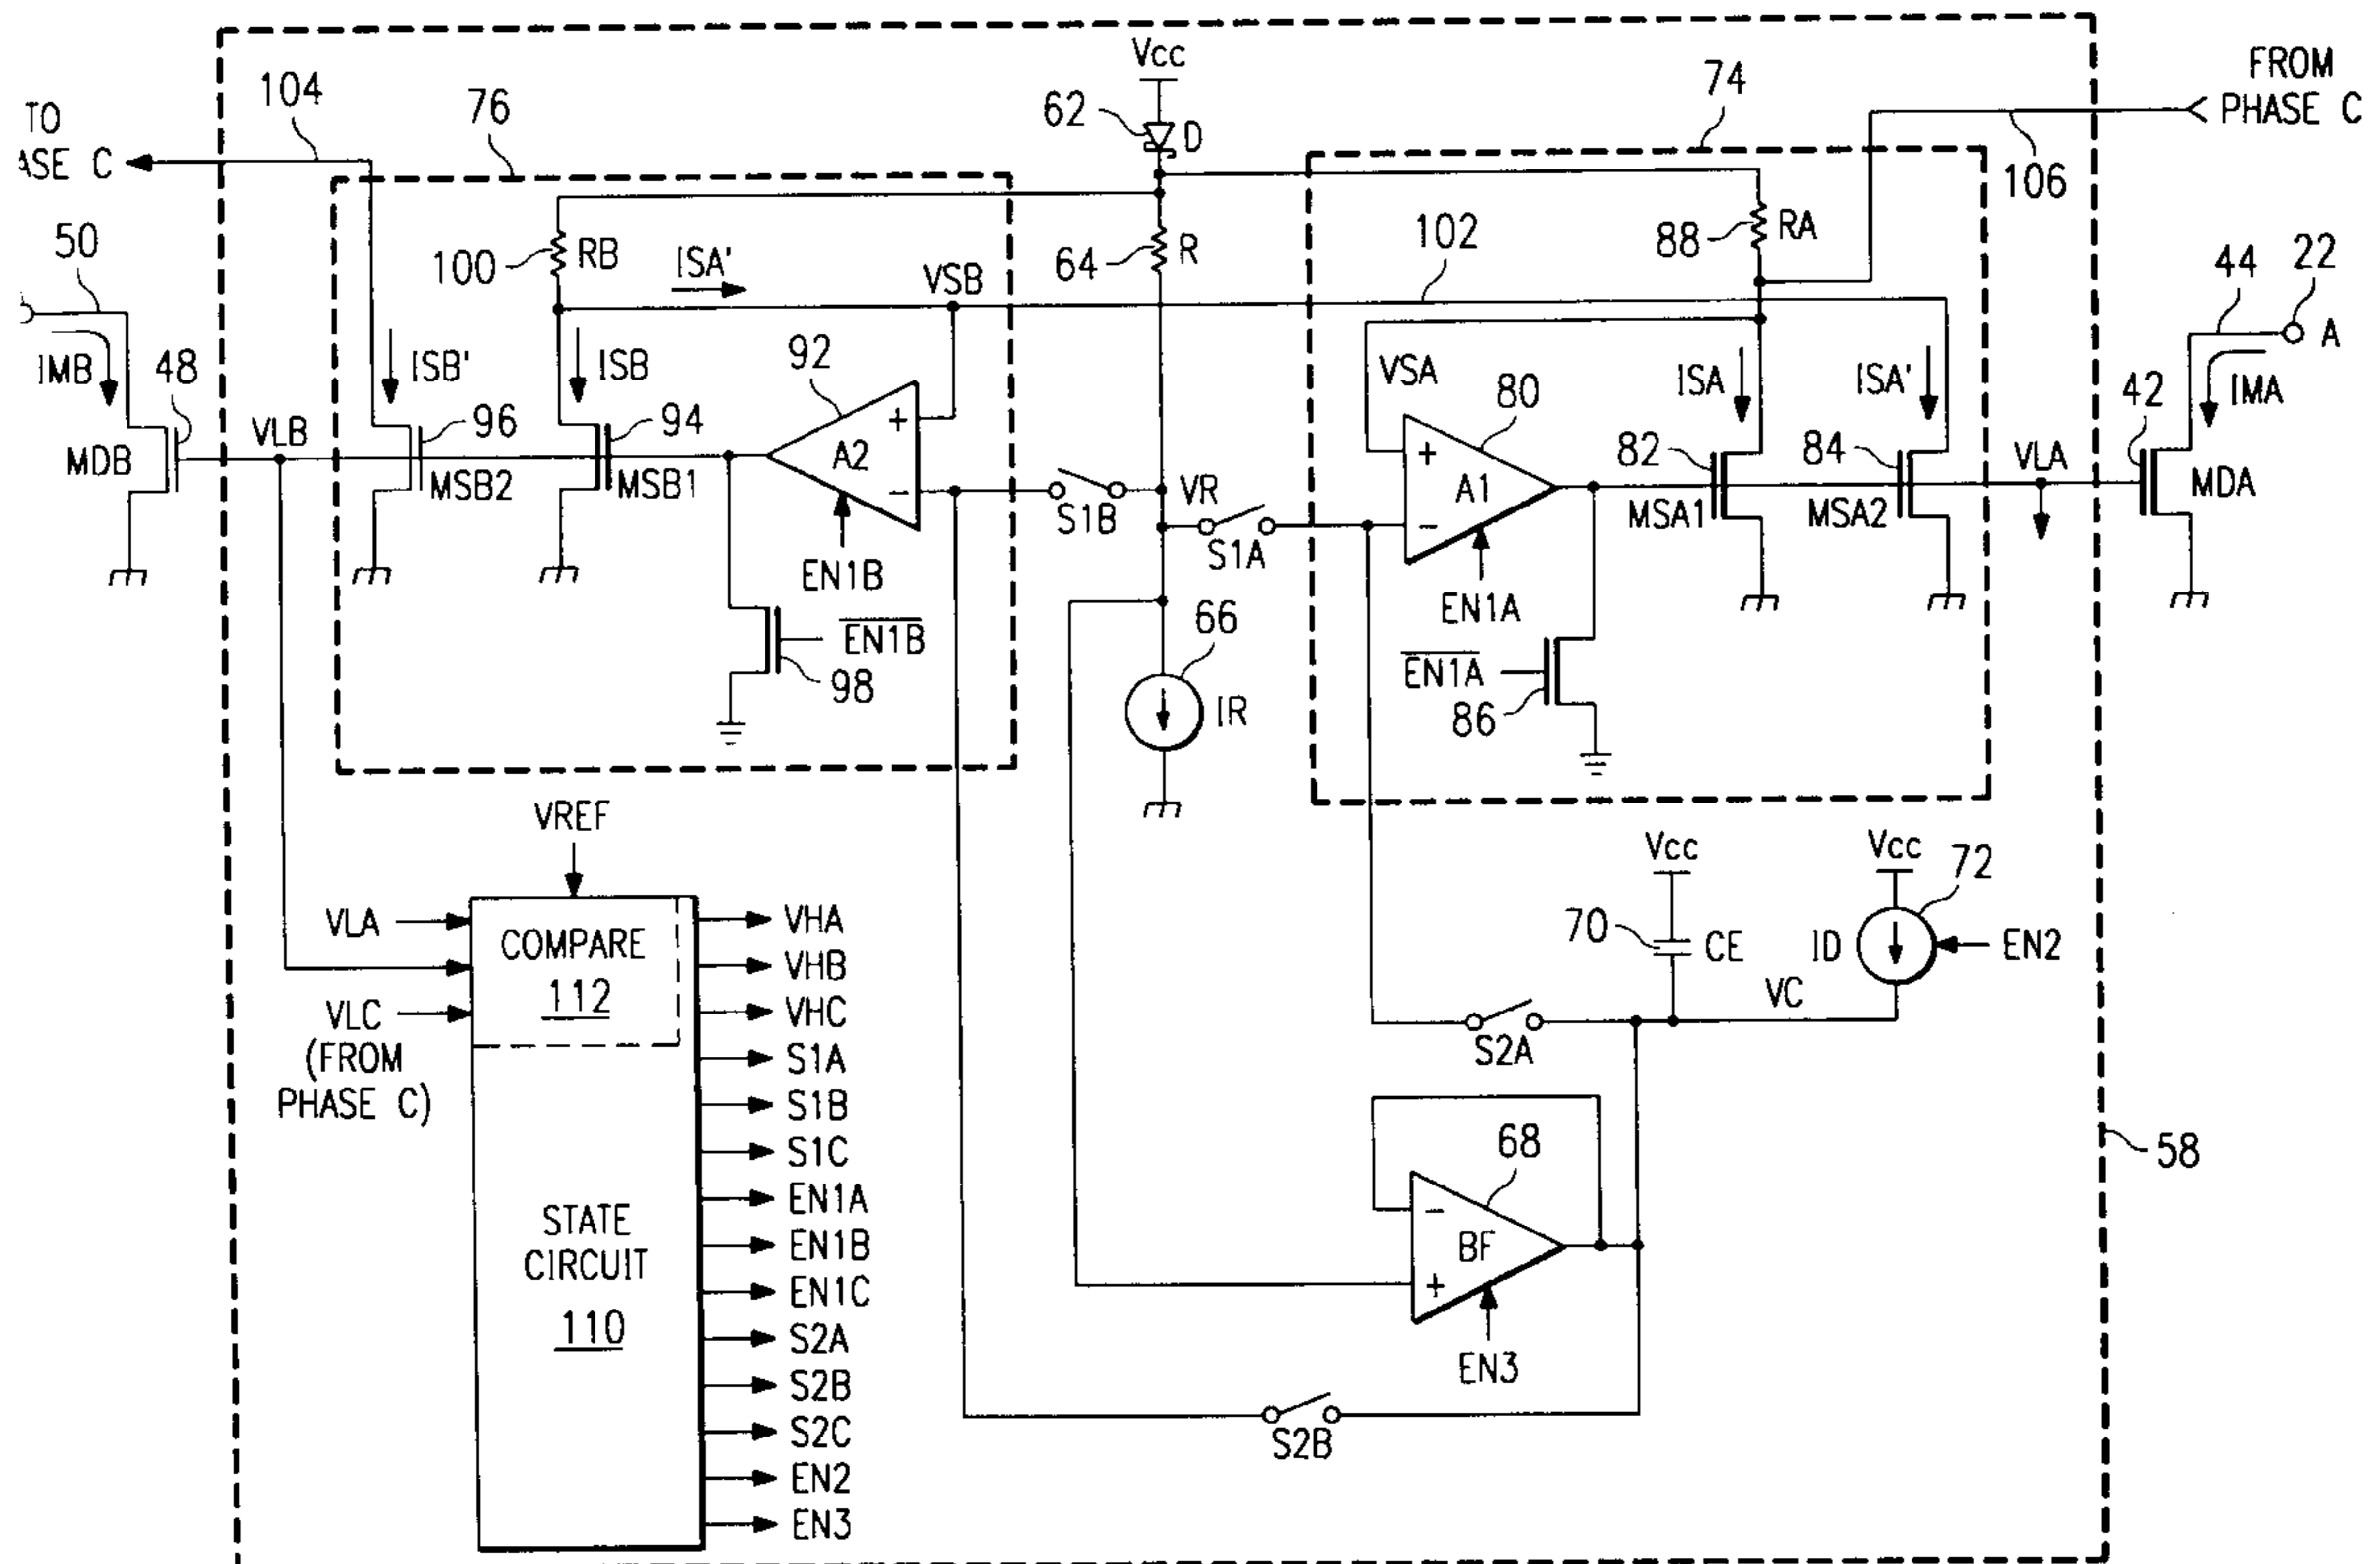 Vcc
FROM
PHASE C
106
74
62
D
104
76
TO
ASE C
50
100
RB
ISA'
VSB
64
R
102
88
RA
44
22
A
IMB
48
ISB'
ISB
92
VSA
80
ISA
ISA'
42
IMA
MDB
VLB
96
MSB2
94
MSB1
A2
+
−
S1B
VR
S1A
+
A1
−
82
MSA1
84
MSA2
VLA
MDA
EN1B
EN1B
98
66
IR
EN1A
EN1A
86
VREF
VLA
VLC
(FROM
PHASE C)
COMPARE
112
STATE
CIRCUIT
110
VHA
VHB
VHC
S1A
S1B
S1C
EN1A
EN1B
EN1C
S2A
S2B
S2C
EN2
EN3
Vcc
Vcc
72
70
CE
ID
EN2
VC
S2A
68
−
BF
+
EN3
S2B
58